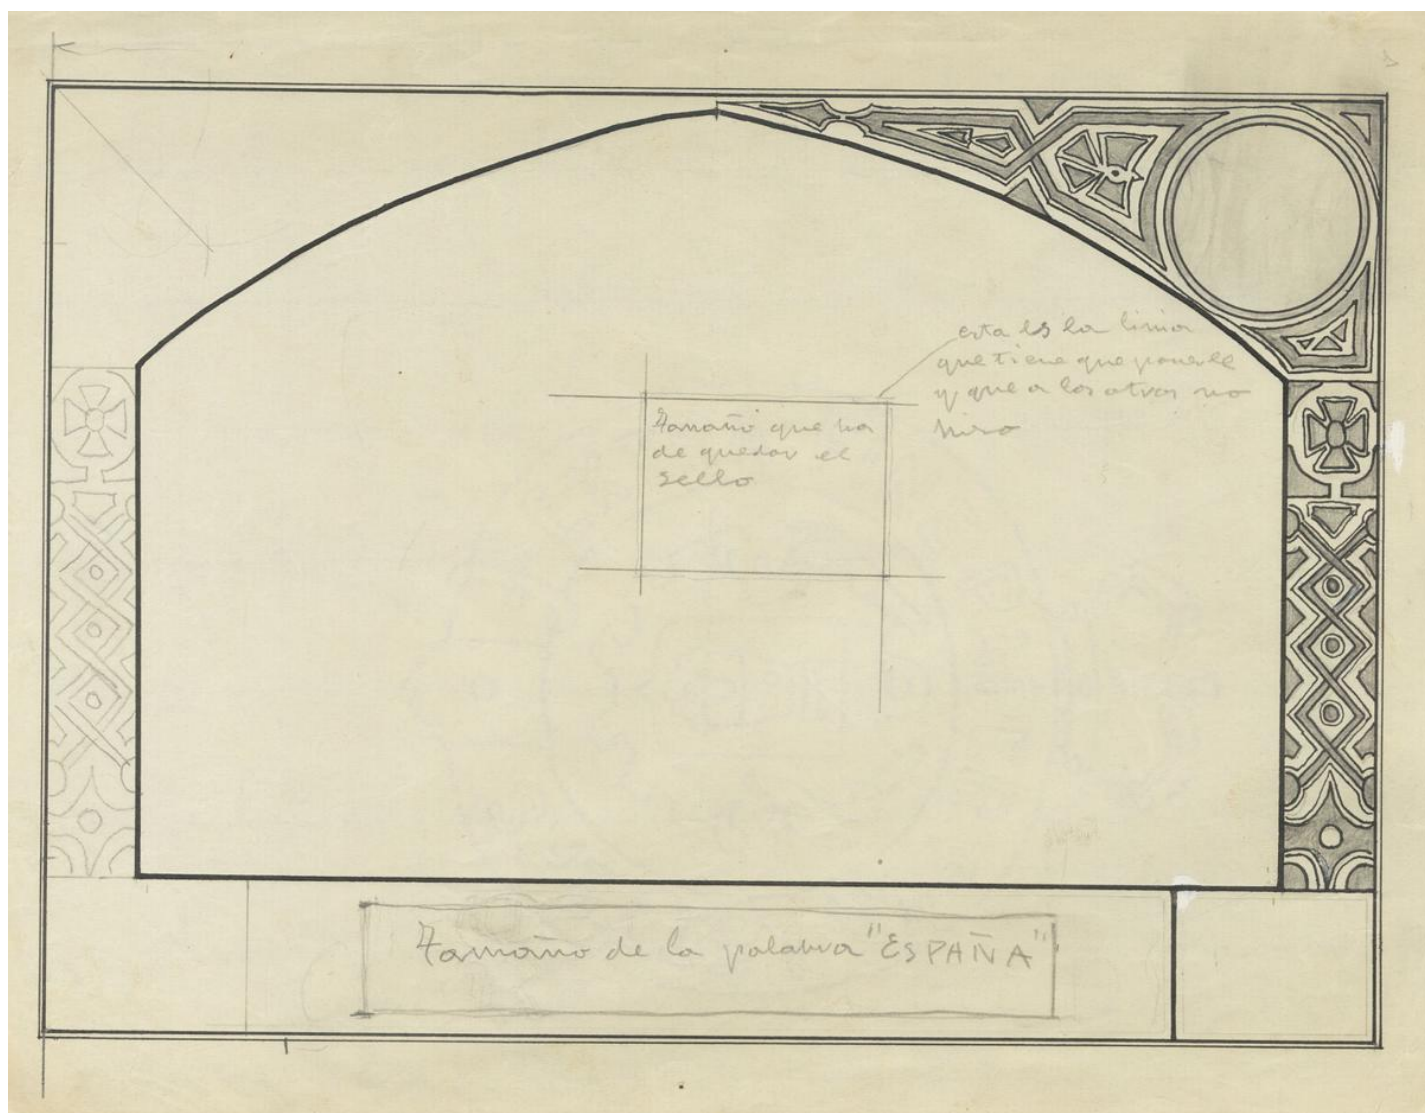 esta es la linia
que tiene que ponerle
y que a los otros no
hizo
Tamaño que ha
de quedar el
sello
Tamaño de la palabra "ESPAÑA"